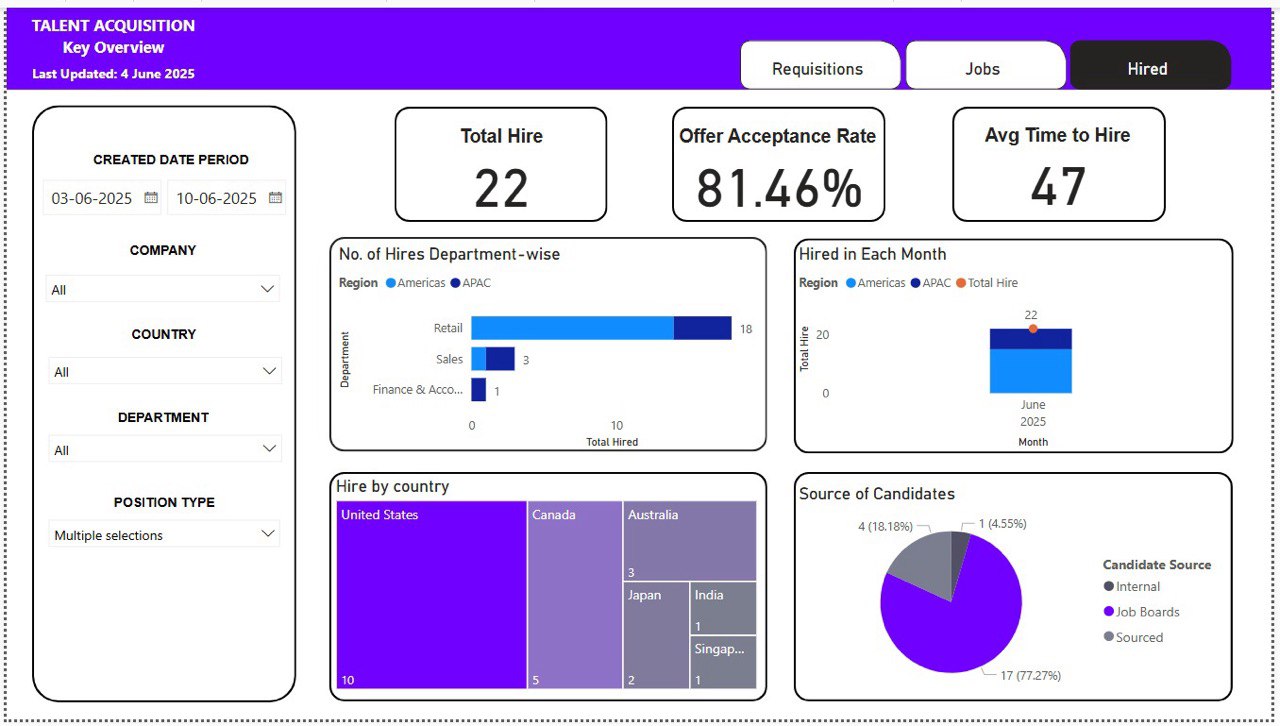 TALENT ACQUISITION
Key Overview
Last Updated: 4 June 2025
Requisitions
Jobs
Hired
CREATED DATE PERIOD
03-06-2025
10-06-2025
COMPANY
All
COUNTRY
All
DEPARTMENT
All
POSITION TYPE
Multiple selections
Total Hire
22
Offer Acceptance Rate
81.46%
Avg Time to Hire
47
No. of Hires Department-wise
Region Americas APAC
Department
Retail 18
Sales 3
Finance & Acco... 1
0 10
Total Hired
Hired in Each Month
Region Americas APAC Total Hire
Total Hire
22
20
0
June
2025
Month
Hire by country
United States
10
Canada
5
Australia
3
Japan
2
India
1
Singap...
1
Source of Candidates
4 (18.18%)
1 (4.55%)
17 (77.27%)
Candidate Source
Internal
Job Boards
Sourced